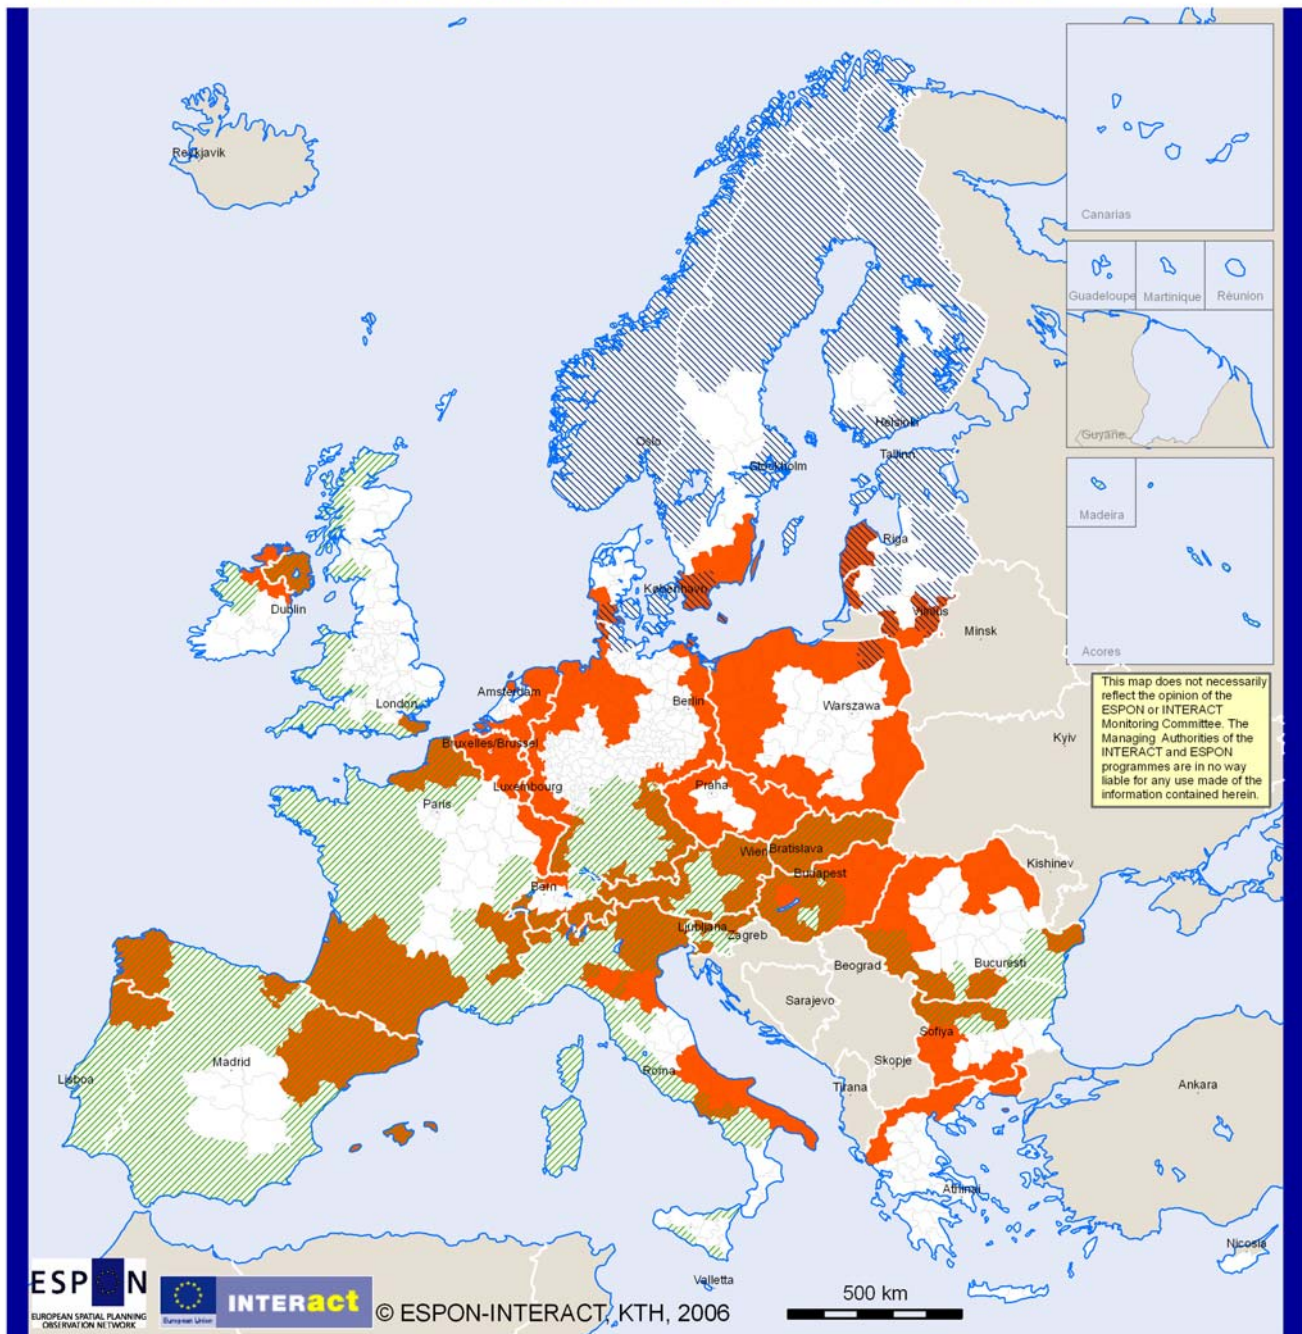 Reykjavik
Canarias
Guadeloupe
Martinique
Réunion
Guyane
Madeira
Acores
Oslo
Helsinki
Stockholm
Tallinn
Riga
København
Vilnius
Minsk
Dublin
London
Amsterdam
Berlin
Warszawa
Bruxelles/Brussel
Kyiv
Luxembourg
Praha
Paris
Wien
Bratislava
Kishinev
Bern
Budapest
Ljubljana
Zagreb
Beograd
Bucuresti
Sarajevo
Sofiya
Skopje
Madrid
Lisboa
Roma
Tirana
Ankara
Athinai
Nicosia
Valletta
This map does not necessarily
reflect the opinion of the
ESPON or INTERACT
Monitoring Committee. The
Managing Authorities of the
INTERACT and ESPON
programmes are in no way
liable for any use made of the
information contained herein.
ESPON
EUROPEAN SPATIAL PLANNING
OBSERVATION NETWORK
European Union
INTERact
© ESPON-INTERACT, KTH, 2006
500 km